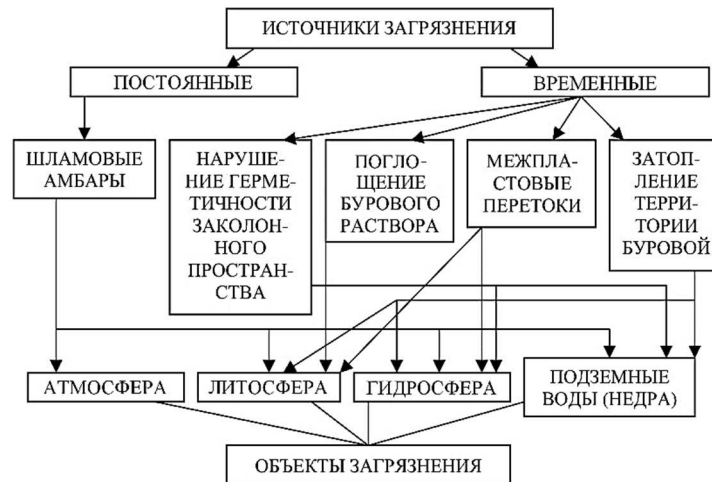 ИСТОЧНИКИ ЗАГРЯЗНЕНИЯ
ПОСТОЯННЫЕ
ВРЕМЕННЫЕ
ШЛАМОВЫЕ
АМБАРЫ
НАРУШЕ-
НИЕ ГЕРМЕ-
ТИЧНОСТИ
ЗАКОЛОН-
НОГО
ПРОСТРАН-
СТВА
ПОГЛО-
ЩЕНИЕ
БУРОВОГО
РАСТВОРА
МЕЖПЛА-
СТОВЫЕ
ПЕРЕТОКИ
ЗАТОП-
ЛЕНИЕ
ТЕРРИ-
ТОРИИ
БУРОВОЙ
АТМОСФЕРА
ЛИТОСФЕРА
ГИДРОСФЕРА
ПОДЗЕМНЫЕ
ВОДЫ (НЕДРА)
ОБЪЕКТЫ ЗАГРЯЗНЕНИЯ